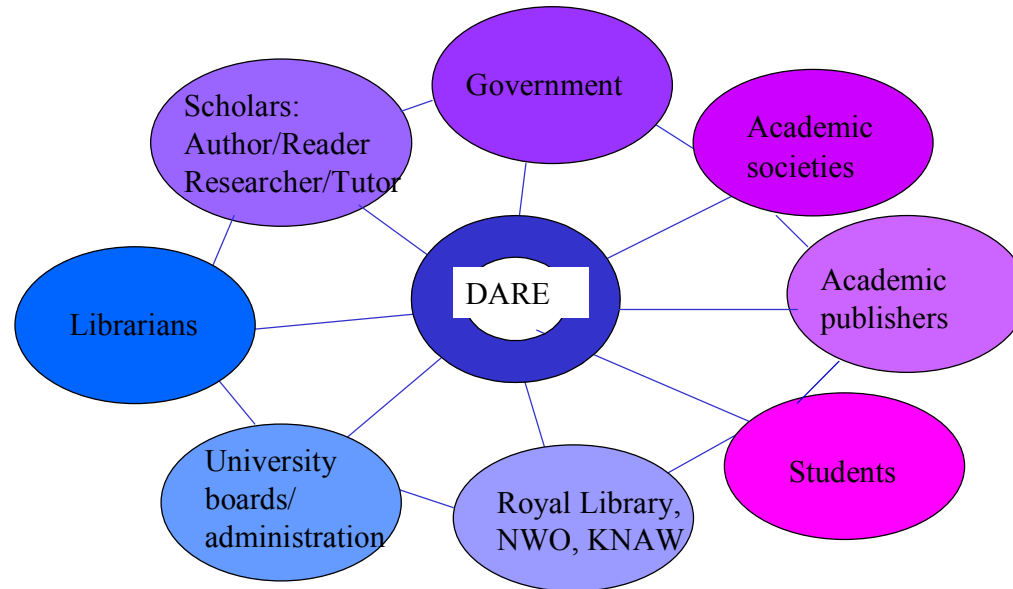 Government
Scholars:
Author/Reader
Researcher/Tutor
Academic
societies
DARE
Academic
publishers
Librarians
University
boards/
administration
Royal Library,
NWO, KNAW
Students